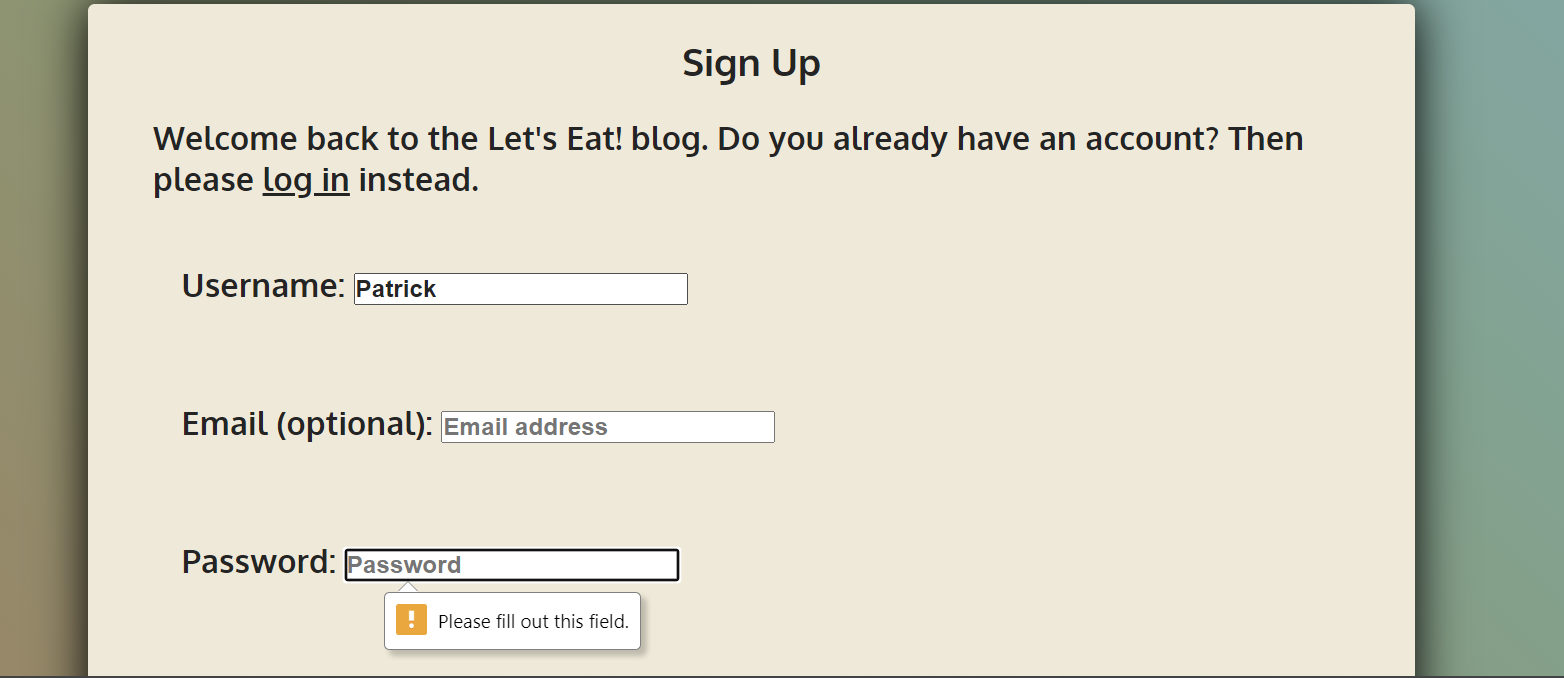 Sign Up
Welcome back to the Let's Eat! blog. Do you already have an account? Then
please log in instead.
Username: Patrick
Email (optional): Email address
Password: Password
! Please fill out this field.